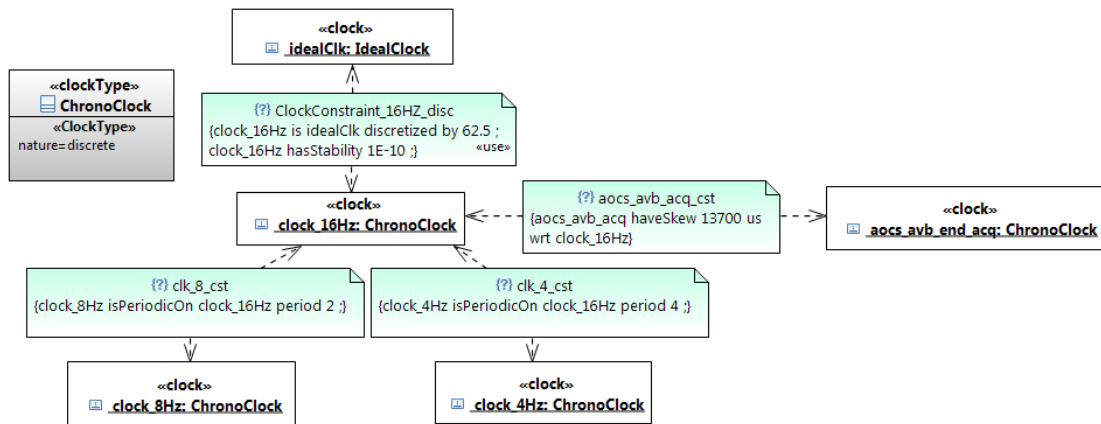 «clock»
idealClk: IdealClock
«clockType»
ChronoClock
«ClockType»
nature=discrete
{?} ClockConstraint_16HZ_disc
{clock_16Hz is idealClk discretized by 62.5 ;
clock_16Hz hasStability 1E-10 ;}
«use»
«clock»
clock_16Hz: ChronoClock
{?} aocs_avb_acq_cst
{aocs_avb_acq haveSkew 13700 us
wrt clock_16Hz}
«clock»
aocs_avb_end_acq: ChronoClock
{?} clk_8_cst
{clock_8Hz isPeriodicOn clock_16Hz period 2 ;}
{?} clk_4_cst
{clock_4Hz isPeriodicOn clock_16Hz period 4 ;}
«clock»
clock_8Hz: ChronoClock
«clock»
clock_4Hz: ChronoClock